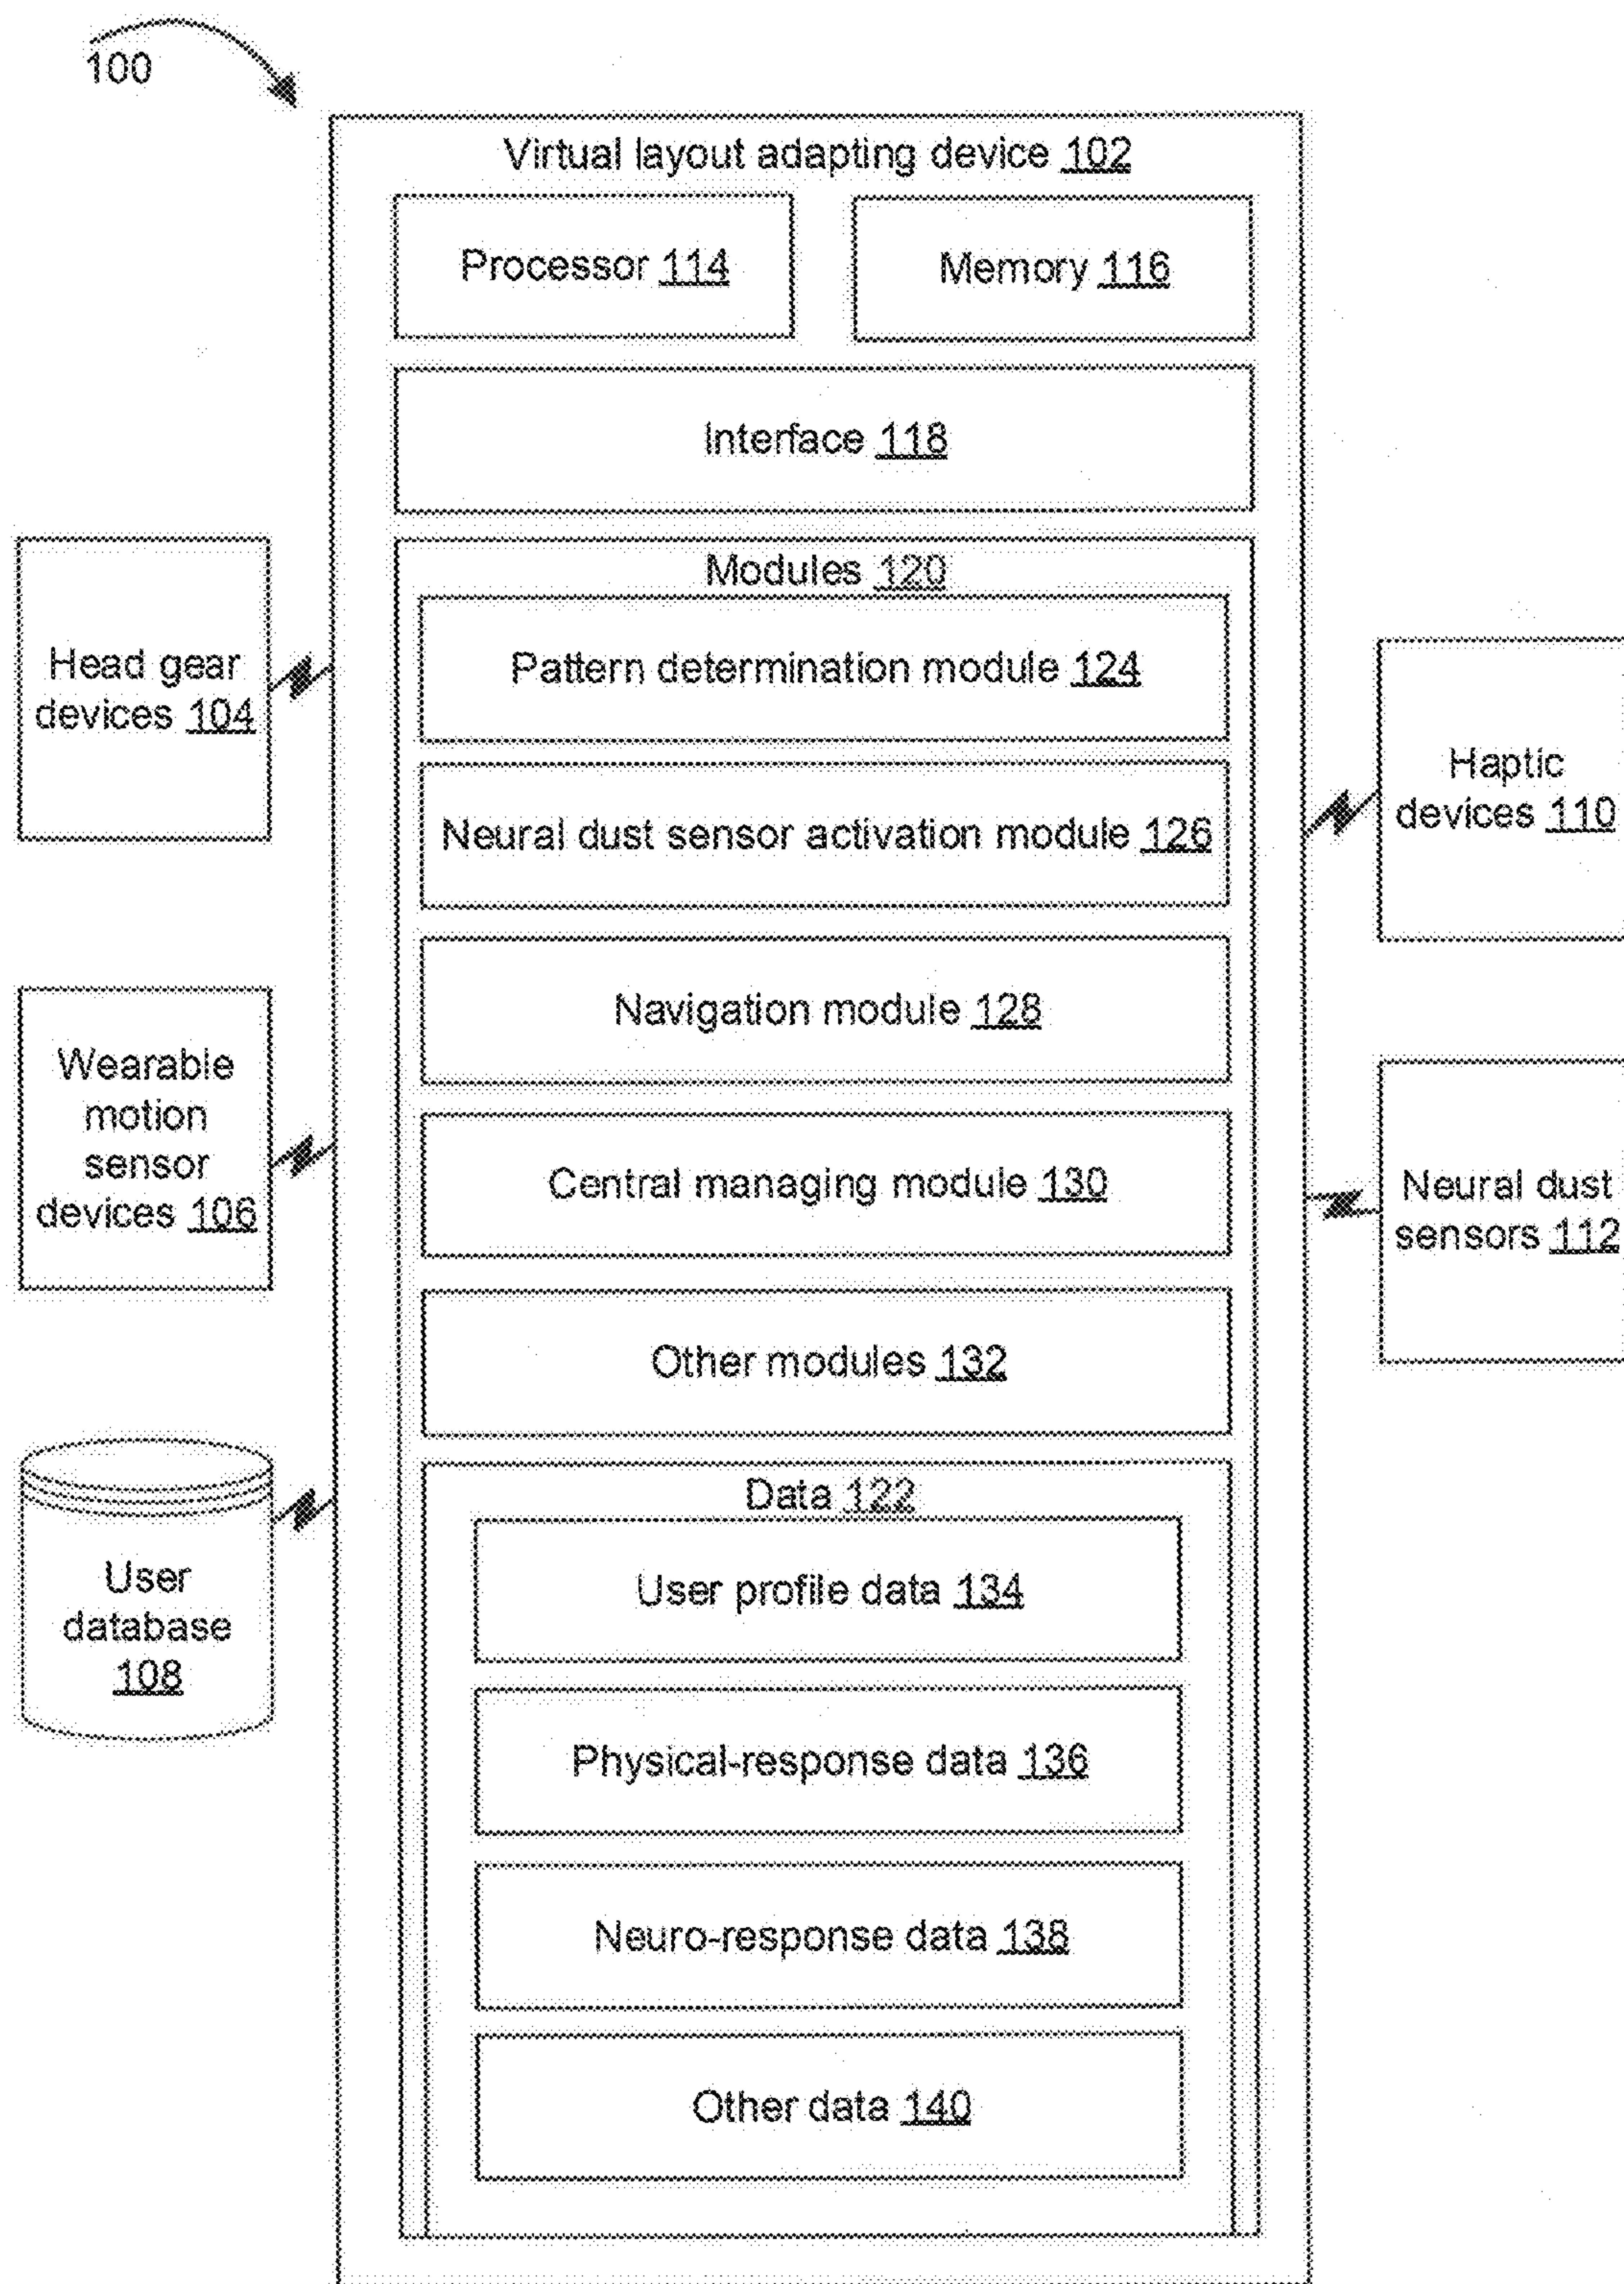 100
Virtual layout adapting device 102
Processor 114
Memory 116
Interface 118
Modules 120
Pattern determination module 124
Neural dust sensor activation module 126
Navigation module 128
Central managing module 130
Other modules 132
Data 122
User profile data 134
Physical-response data 136
Neuro-response data 138
Other data 140
Head gear
devices 104
Wearable
motion
sensor
devices 106
User
database
108
Haptic
devices 110
Neural dust
sensors 112